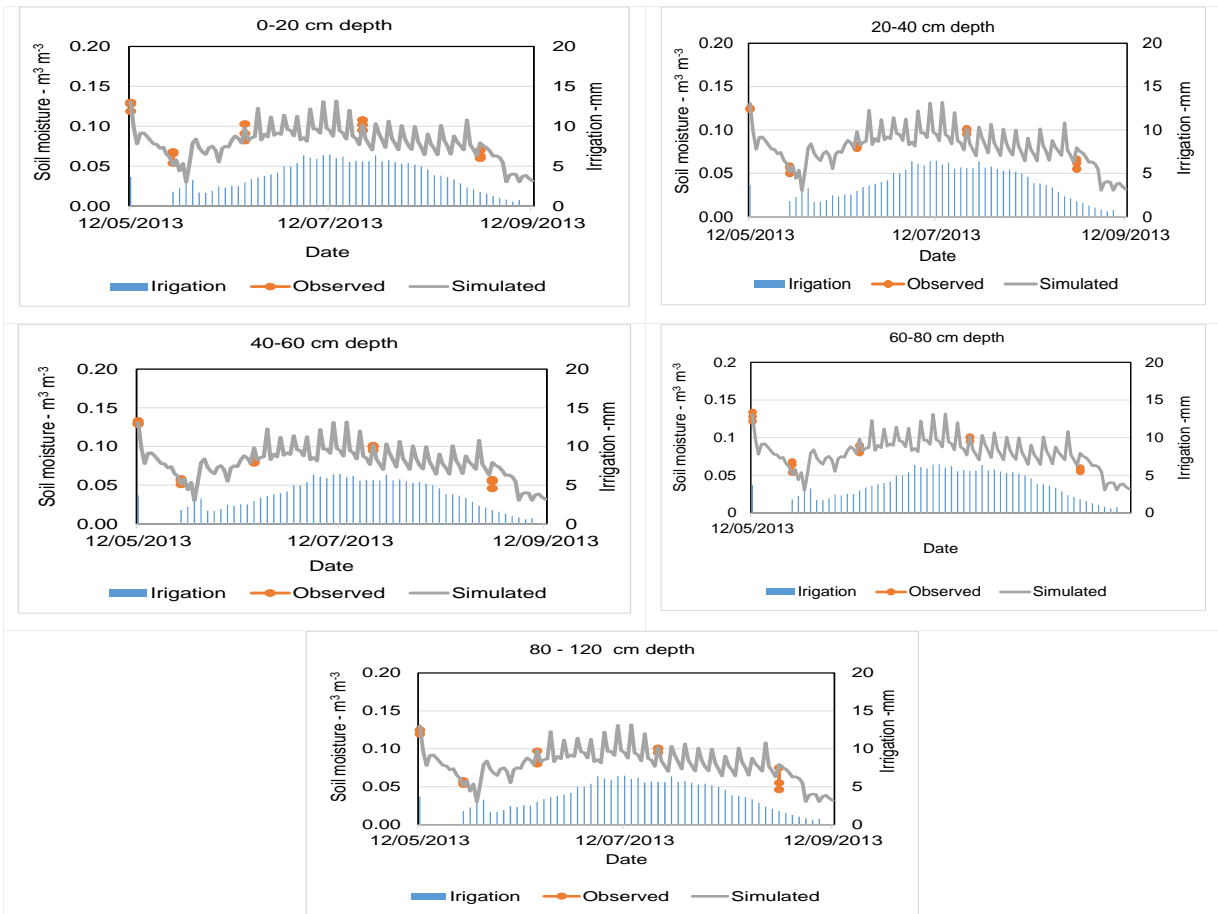 0-20 cm depth
Soil moisture - m³ m⁻³
0.20
0.15
0.10
0.05
0.00
20
15
10
5
0
Irrigation -mm
12/05/2013 12/07/2013 12/09/2013
Date
Irigation Observed Simulated
20-40 cm depth
Soil moisture - m³ m⁻³
0.20
0.15
0.10
0.05
0.00
20
15
10
5
0
Irrigation -mm
12/05/2013 12/07/2013 12/09/2013
Date
Irigation Observed Simulated
40-60 cm depth
Soil moisture - m³ m⁻³
0.20
0.15
0.10
0.05
0.00
20
15
10
5
0
Irrigation -mm
12/05/2013 12/07/2013 12/09/2013
Date
Irigation Observed Simulated
60-80 cm depth
Soil moisture - m³ m⁻³
0.2
0.15
0.1
0.05
0
20
15
10
5
0
Irrigation -mm
12/05/2013
Date
Irigation Observed Simulated
80 - 120 cm depth
Soil moisture - m³ m⁻³
0.20
0.15
0.10
0.05
0.00
20
15
10
5
0
Irrigation -mm
12/05/2013 12/07/2013 12/09/2013
Date
Irigation Observed Simulated